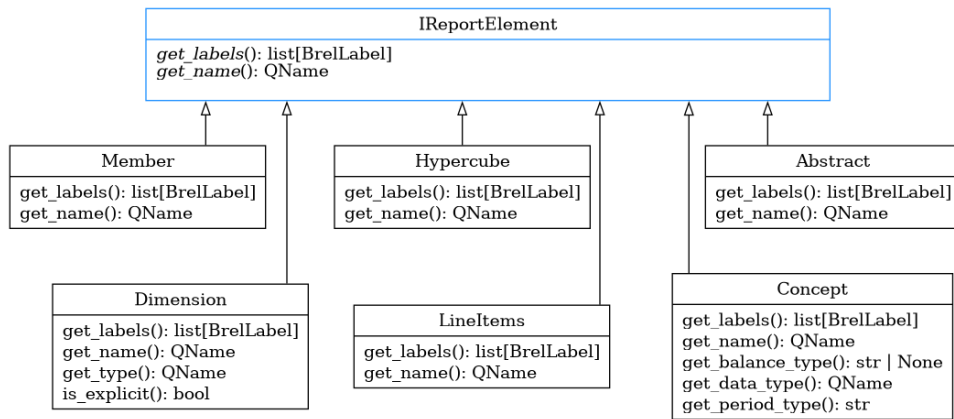 IReportElement
get_labels(): list[BrelLabel]
get_name(): QName
Member
get_labels(): list[BrelLabel]
get_name(): QName
Hypercube
get_labels(): list[BrelLabel]
get_name(): QName
Abstract
get_labels(): list[BrelLabel]
get_name(): QName
Dimension
get_labels(): list[BrelLabel]
get_name(): QName
get_type(): QName
is_explicit(): bool
LineItems
get_labels(): list[BrelLabel]
get_name(): QName
Concept
get_labels(): list[BrelLabel]
get_name(): QName
get_balance_type(): str | None
get_data_type(): QName
get_period_type(): str